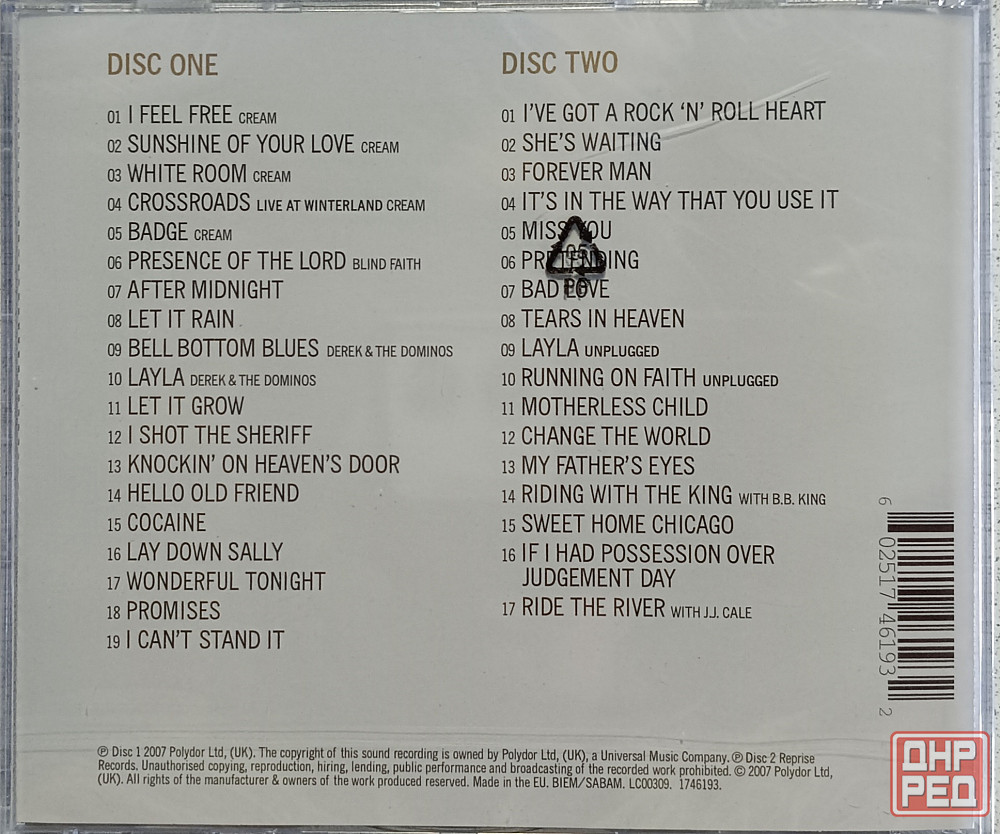 DISC ONE
01 I FEEL FREE CREAM
02 SUNSHINE OF YOUR LOVE CREAM
03 WHITE ROOM CREAM
04 CROSSROADS LIVE AT WINTERLAND CREAM
05 BADGE CREAM
06 PRESENCE OF THE LORD BLIND FAITH
07 AFTER MIDNIGHT
08 LET IT RAIN
09 BELL BOTTOM BLUES DEREK & THE DOMINOS
10 LAYLA DEREK & THE DOMINOS
11 LET IT GROW
12 I SHOT THE SHERIFF
13 KNOCKIN' ON HEAVEN'S DOOR
14 HELLO OLD FRIEND
15 COCAINE
16 LAY DOWN SALLY
17 WONDERFUL TONIGHT
18 PROMISES
19 I CAN'T STAND IT
DISC TWO
01 I'VE GOT A ROCK 'N' ROLL HEART
02 SHE'S WAITING
03 FOREVER MAN
04 IT'S IN THE WAY THAT YOU USE IT
05 MISS YOU
06 PRETENDING
07 BAD LOVE
08 TEARS IN HEAVEN
09 LAYLA UNPLUGGED
10 RUNNING ON FAITH UNPLUGGED
11 MOTHERLESS CHILD
12 CHANGE THE WORLD
13 MY FATHER'S EYES
14 RIDING WITH THE KING WITH B.B. KING
15 SWEET HOME CHICAGO
16 IF I HAD POSSESSION OVER
JUDGEMENT DAY
17 RIDE THE RIVER WITH J.J. CALE
6 02517 46193 2
℗ Disc 1 2007 Polydor Ltd, (UK). The copyright of this sound recording is owned by Polydor Ltd, (UK), a Universal Music Company. ℗ Disc 2 Reprise
Records. Unauthorised copying, reproduction, hiring, lending, public performance and broadcasting of the recorded work prohibited. © 2007 Polydor Ltd,
(UK). All rights of the manufacturer & owners of the work produced reserved. Made in the EU. BIEM/SABAM. LC00309. 1746193.
ДНР
РЕД